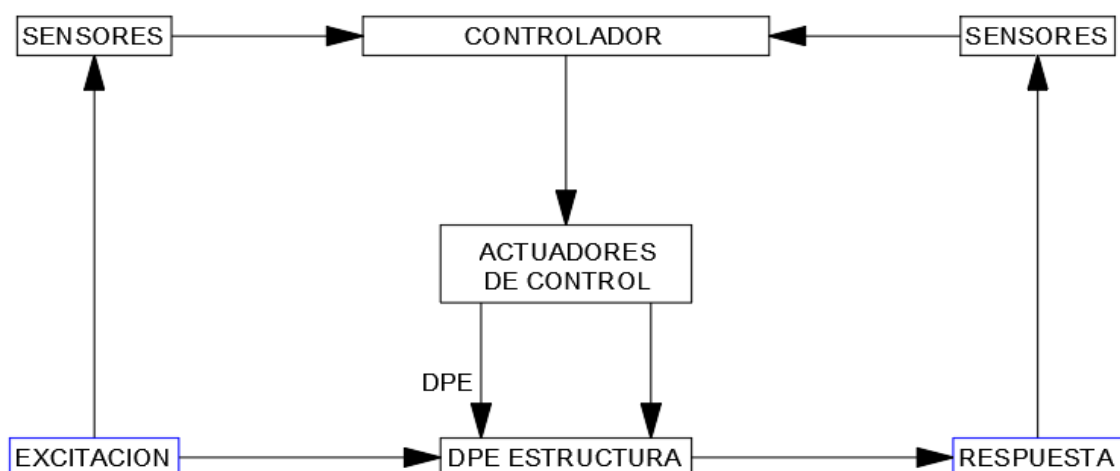 SENSORES
CONTROLADOR
SENSORES
ACTUADORES
DE CONTROL
DPE
EXCITACION
DPE ESTRUCTURA
RESPUESTA